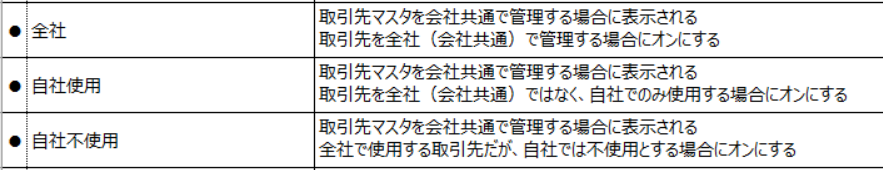 ● 全社
取引先マスタを会社共通で管理する場合に表示される
取引先を全社（会社共通）で管理する場合にオンにする
● 自社使用
取引先マスタを会社共通で管理する場合に表示される
取引先を全社（会社共通）ではなく、自社でのみ使用する場合にオンにする
● 自社不使用
取引先マスタを会社共通で管理する場合に表示される
全社で使用する取引先だが、自社では不使用とする場合にオンにする